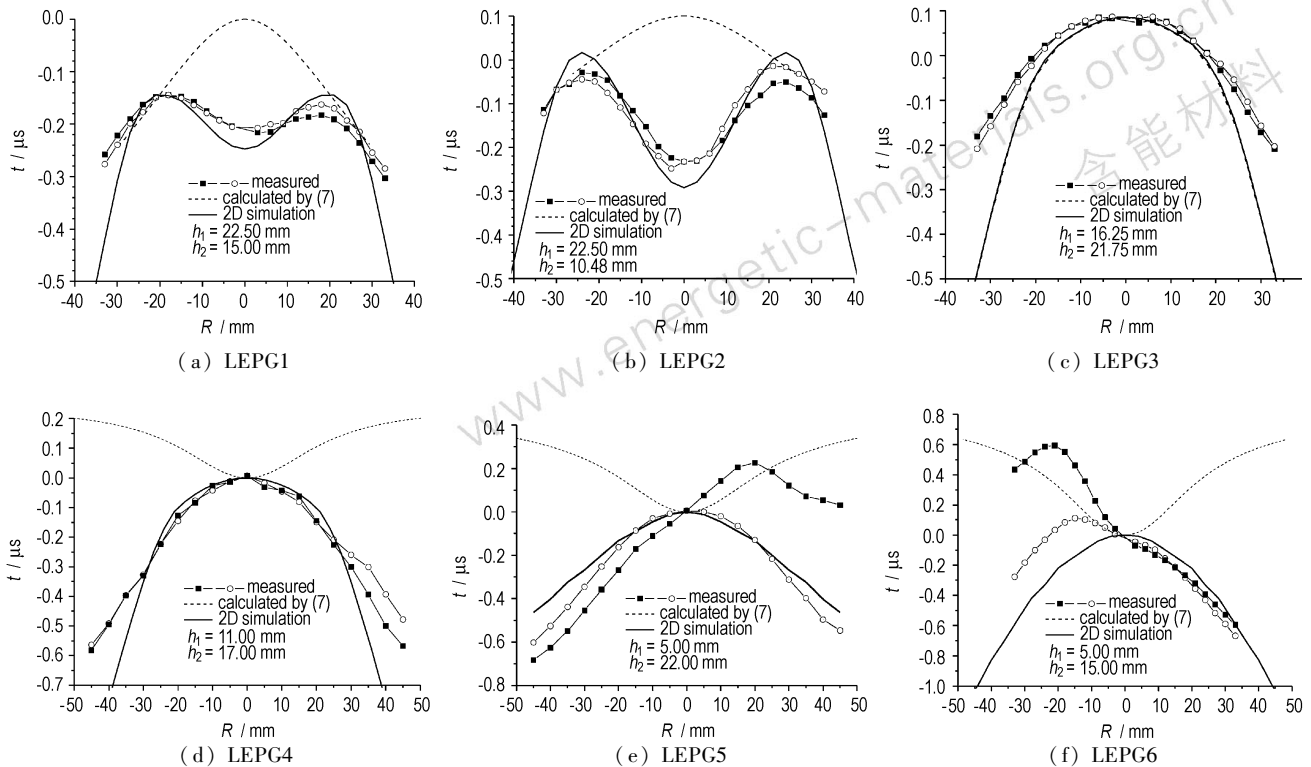 0.0
-0.1
-0.2
-0.3
-0.4
-0.5
t / μs
measured
calculated by (7)
2D simulation
h1 = 22.50 mm
h2 = 15.00 mm
-40 -30 -20 -10 0 10 20 30 40
R / mm
(a) LEPG1
0.1
0.0
-0.1
-0.2
-0.3
-0.4
-0.5
t / μs
measured
calculated by (7)
2D simulation
h1 = 22.50 mm
h2 = 10.48 mm
-40 -30 -20 -10 0 10 20 30 40
R / mm
(b) LEPG2
0.1
0.0
-0.1
-0.2
-0.3
-0.4
-0.5
t / μs
measured
calculated by (7)
2D simulation
h1 = 16.25 mm
h2 = 21.75 mm
-40 -30 -20 -10 0 10 20 30
R / mm
(c) LEPG3
0.2
0.1
0.0
-0.1
-0.2
-0.3
-0.4
-0.5
-0.6
-0.7
t / μs
measured
calculated by (7)
2D simulation
h1 = 11.00 mm
h2 = 17.00 mm
-50 -40 -30 -20 -10 0 10 20 30 40 50
R / mm
(d) LEPG4
0.4
0.2
0.0
-0.2
-0.4
-0.6
-0.8
t / μs
measured
calculated by (7)
2D simulation
h1 = 5.00 mm
h2 = 22.00 mm
-50 -40 -30 -20 -10 0 10 20 30 40 50
R / mm
(e) LEPG5
0.8
0.6
0.4
0.2
0.0
-0.2
-0.4
-0.6
-0.8
-1.0
t / μs
measured
calculated by (7)
2D simulation
h1 = 5.00 mm
h2 = 15.00 mm
-50 -40 -30 -20 -10 0 10 20 30 40 50
R / mm
(f) LEPG6
www.energetic-materials.org.cn
含能材料